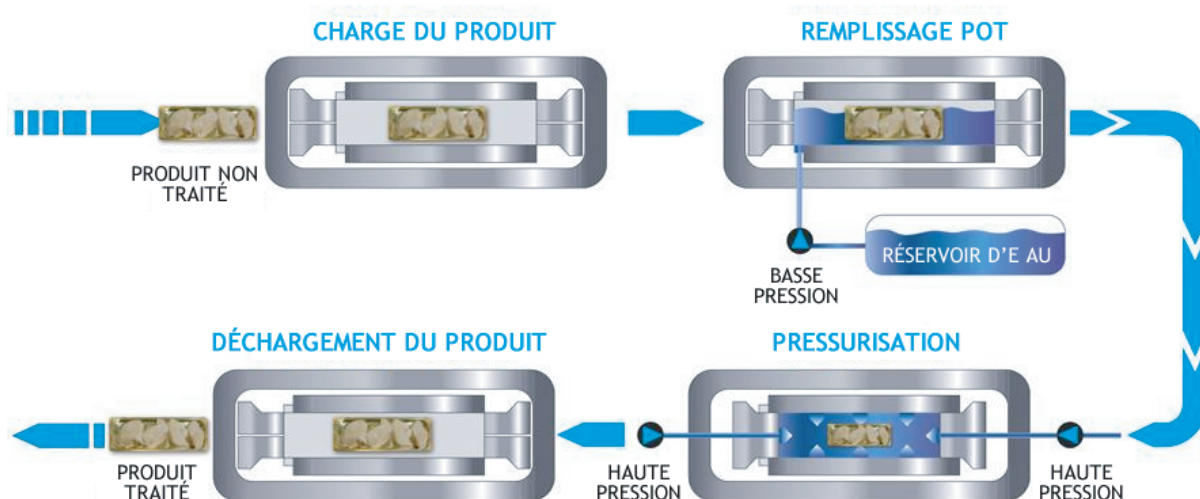 CHARGE DU PRODUIT
REMPLISSAGE POT
PRODUIT NON
TRAITÉ
RÉSERVOIR D'E AU
BASSE
PRESSION
DÉCHARGEMENT DU PRODUIT
PRESSURISATION
PRODUIT
TRAITÉ
HAUTE
PRESSION
HAUTE
PRESSION